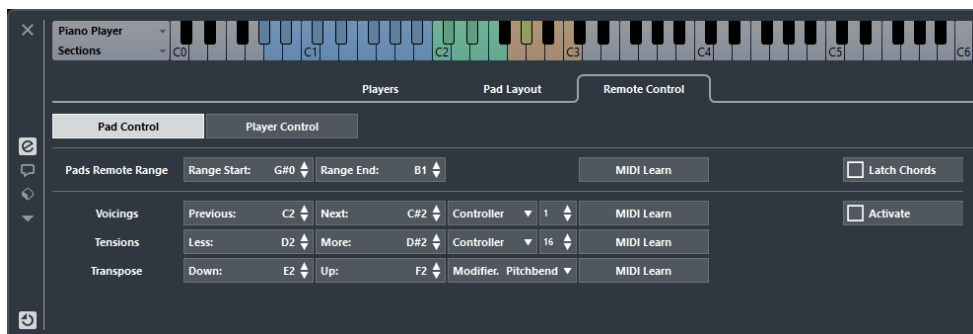 Piano Player
Sections
C0 C1 C2 C3 C4 C5 C6
Players Pad Layout Remote Control
Pad Control Player Control
Pads Remote Range Range Start: G#0 Range End: B1 MIDI Learn Latch Chords
Voicings Previous: C2 Next: C#2 Controller 1 MIDI Learn Activate
Tensions Less: D2 More: D#2 Controller 16 MIDI Learn
Transpose Down: E2 Up: F2 Modifier. Pitchbend MIDI Learn